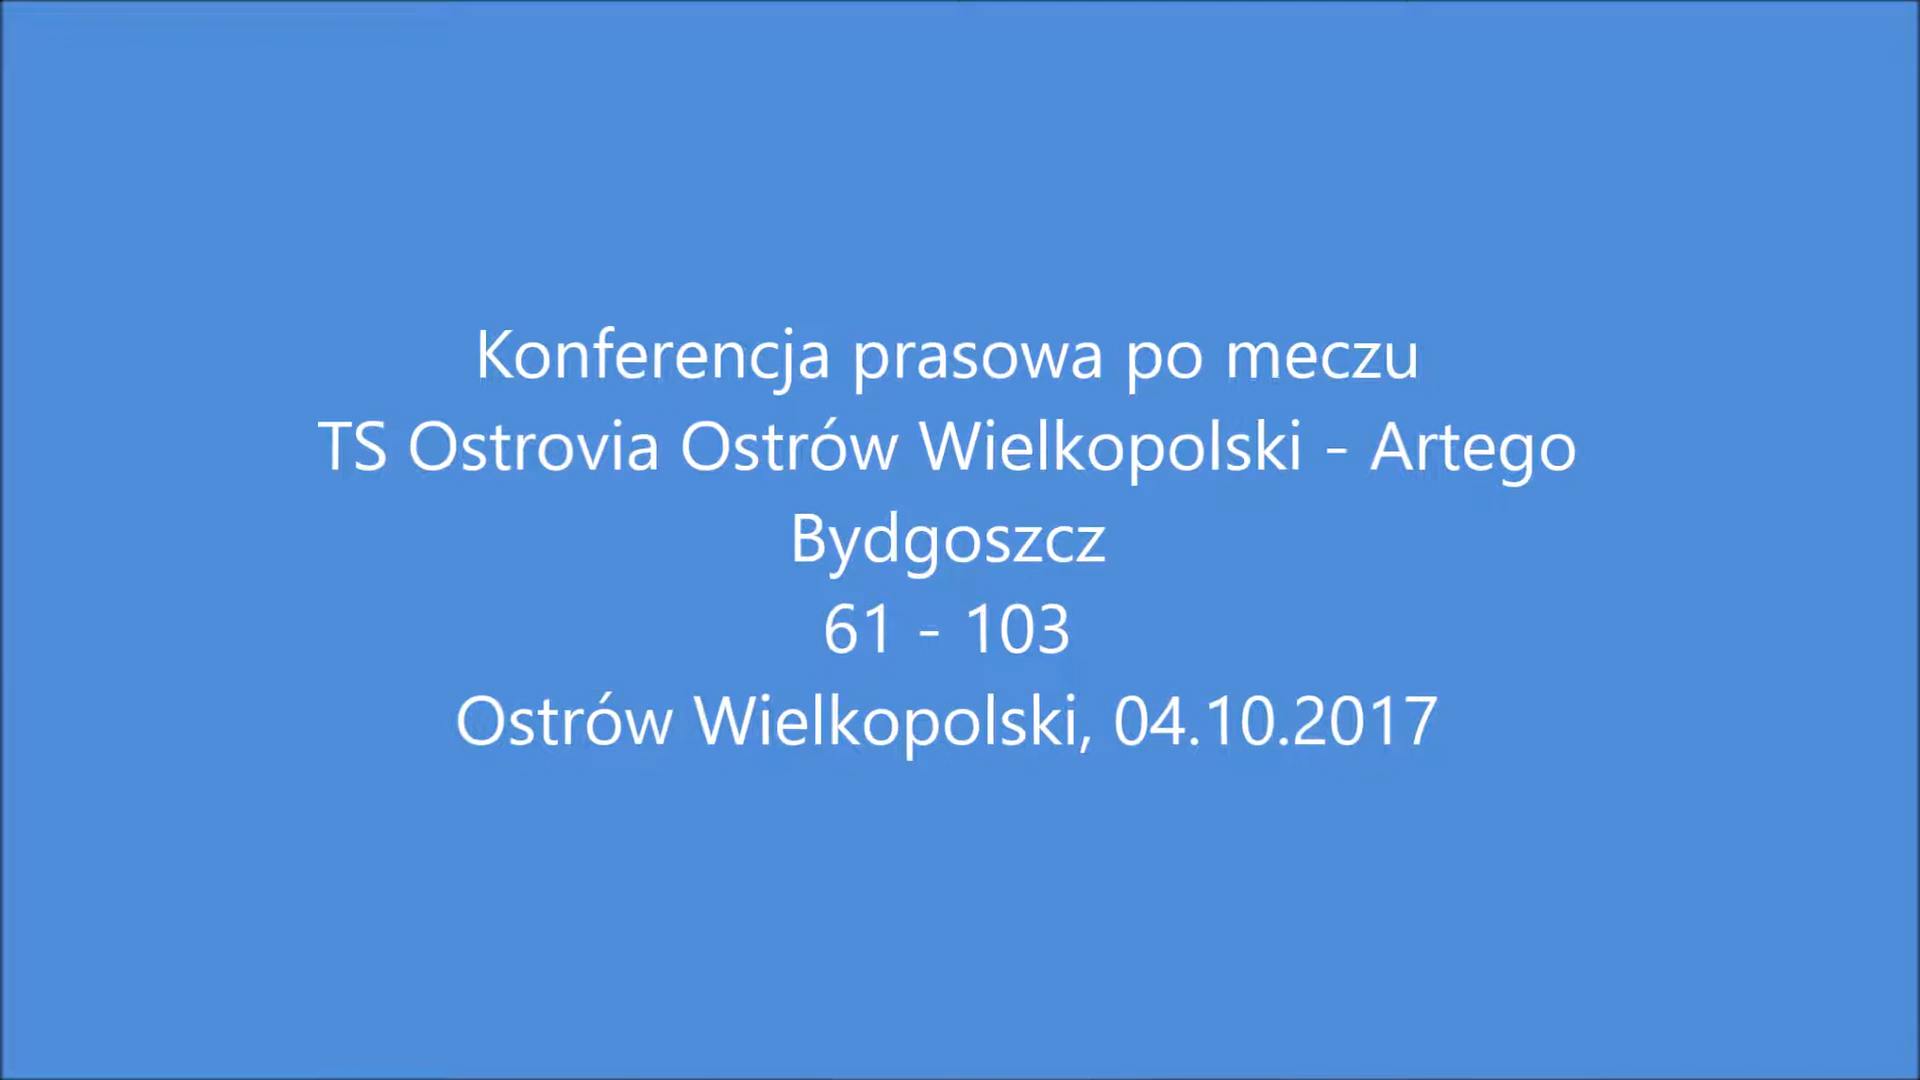 Konferencja prasowa po meczu
TS Ostrovia Ostrów Wielkopolski - Artego
Bydgoszcz
61 - 103
Ostrów Wielkopolski, 04.10.2017